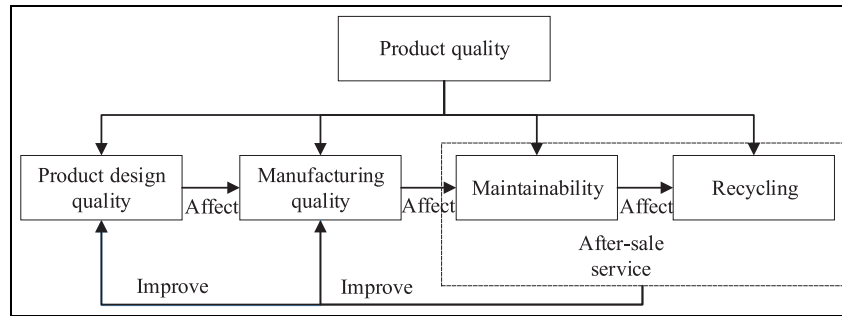 Product quality
Product design
quality
Affect
Manufacturing
quality
Affect
Maintainability
Affect
Recycling
After-sale
service
Improve
Improve